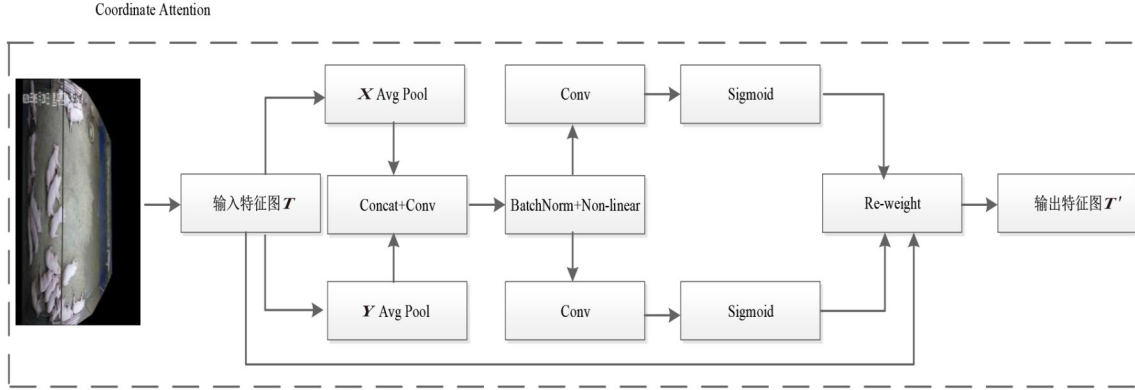 Coordinate Attention
X Avg Pool
Conv
Sigmoid
输入特征图T
Concat+Conv
BatchNorm+Non-linear
Re-weight
输出特征图T'
Y Avg Pool
Conv
Sigmoid